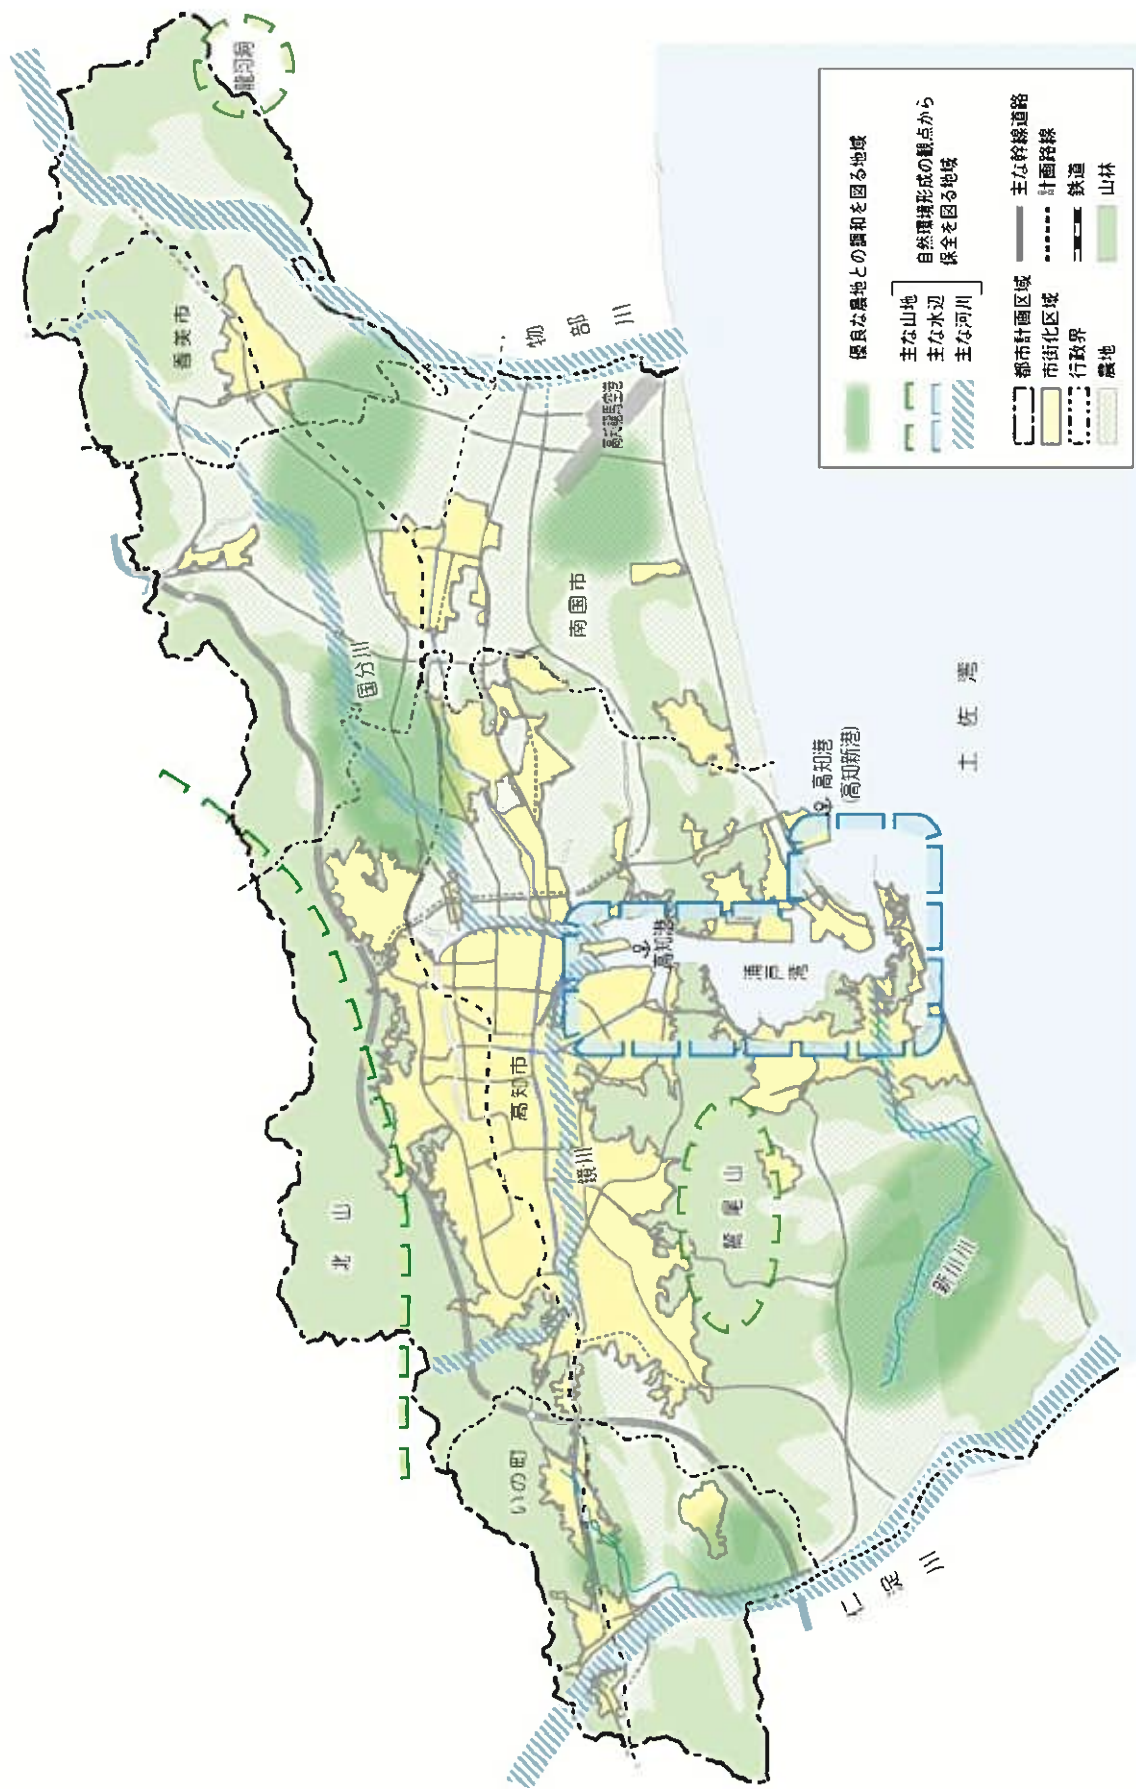 龍河洞
香美市
物部川
高知龍馬空港
国分川
南国市
土佐湾
高知港
(高知新港)
高知港
浦戸湾
高知市
鏡川
北山
鷲尾山
新川川
いの町
仁淀川
優良な農地との調和を図る地域
主な山地
主な水辺
主な河川
自然環境形成の観点から
保全を図る地域
都市計画区域
市街化区域
行政界
農地
主な幹線道路
計画路線
鉄道
山林